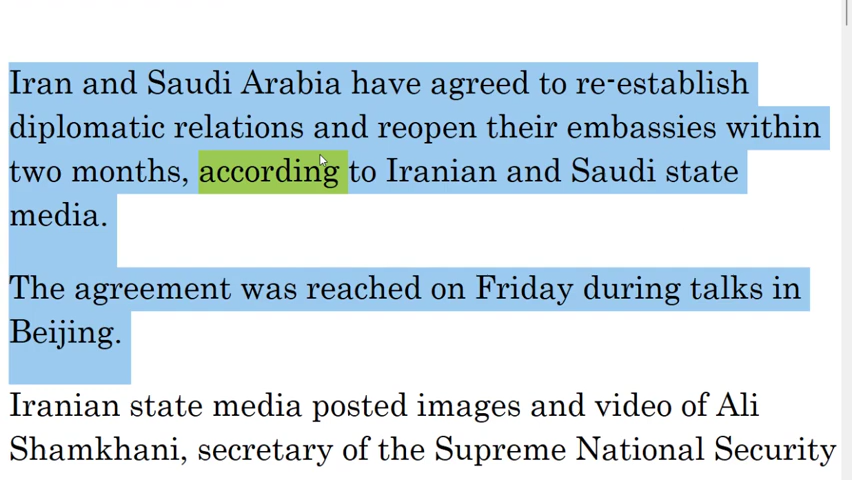 Iran and Saudi Arabia have agreed to re-establish
diplomatic relations and reopen their embassies within
two months, according to Iranian and Saudi state
media.
The agreement was reached on Friday during talks in
Beijing.
Iranian state media posted images and video of Ali
Shamkhani, secretary of the Supreme National Security